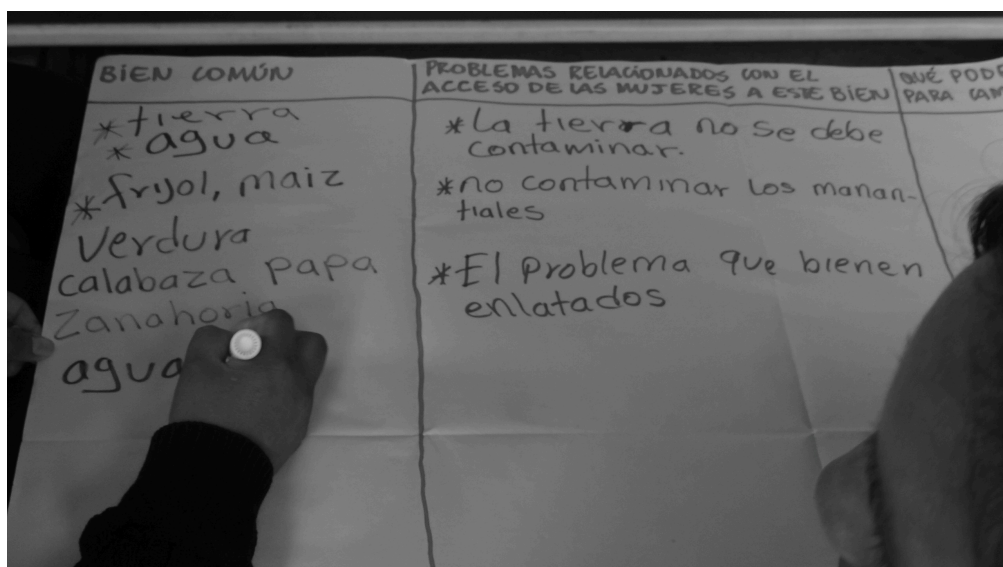 BIEN COMÚN
* tierra
* agua
* frijol, maiz
Verdura
calabaza papa
Zanahoria
agua
PROBLEMAS RELACIONADOS CON EL
ACCESO DE LAS MUJERES A ESTE BIEN
* La tierra no se debe
contaminar.
* no contaminar los manan-
tiales
* El problema que bienen
enlatados
QUÉ
PARA